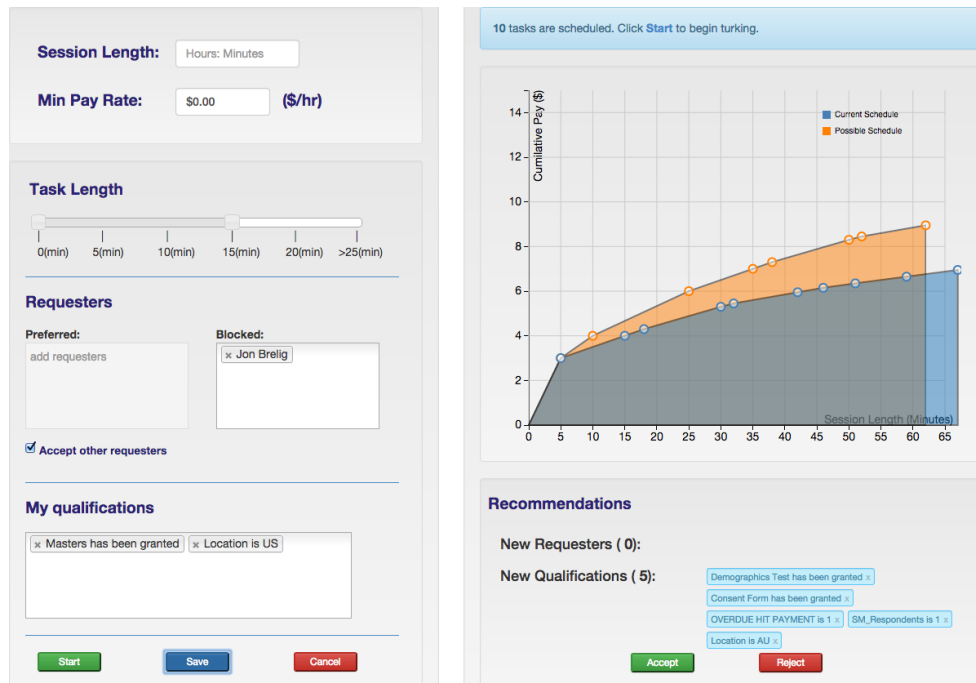 Session Length: Hours: Minutes
Min Pay Rate: $0.00 ($/hr)
Task Length
0(min) 5(min) 10(min) 15(min) 20(min) >25(min)
Requesters
Preferred: Blocked:
add requesters × Jon Brelig
Accept other requesters
My qualifications
× Masters has been granted × Location is US
Start Save Cancel
10 tasks are scheduled. Click Start to begin turking.
Cumilative Pay ($)
14
12
10
8
6
4
2
0
Current Schedule
Possible Schedule
Session Length (Minutes)
0 5 10 15 20 25 30 35 40 45 50 55 60 65
Recommendations
New Requesters ( 0):
New Qualifications ( 5):
Demographics Test has been granted x
Consent Form has been granted x
OVERDUE HIT PAYMENT is 1 x SM_Respondents is 1 x
Location is AU x
Accept Reject